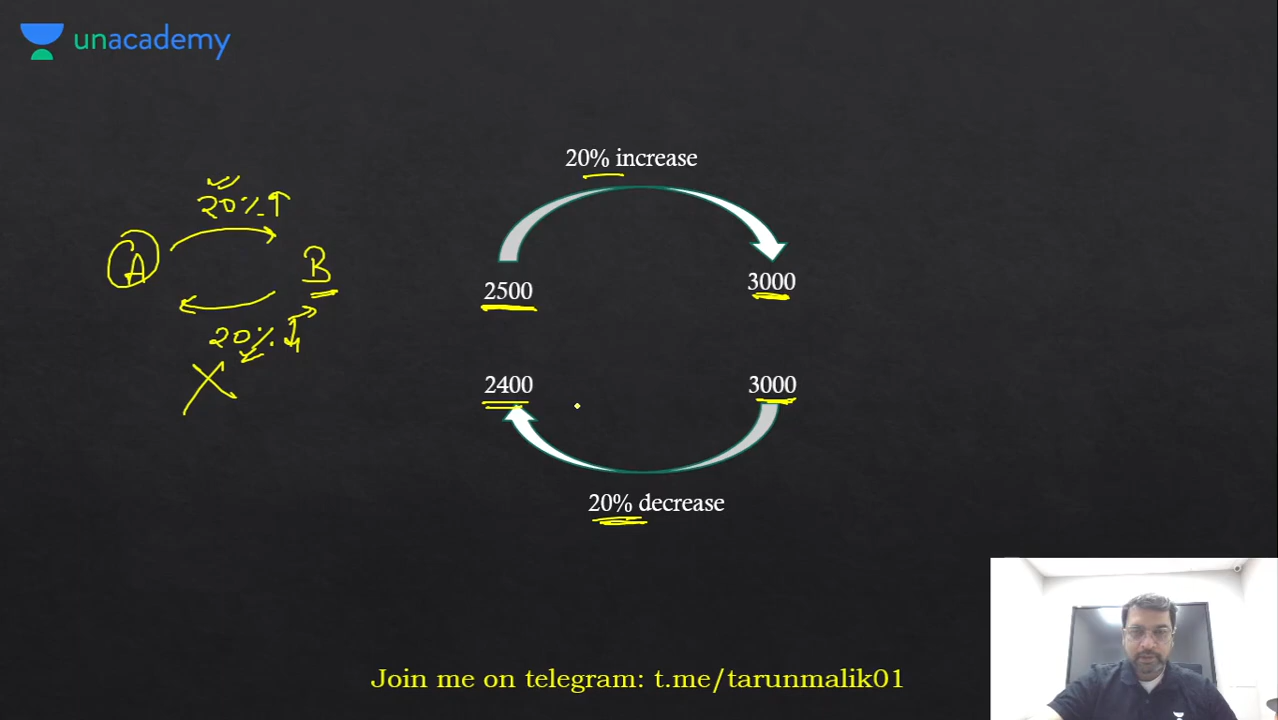 unacademy
20% increase
20%↑
A
B
2500
3000
20%↓
2400
3000
20% decrease
Join me on telegram: t.me/tarunmalik01